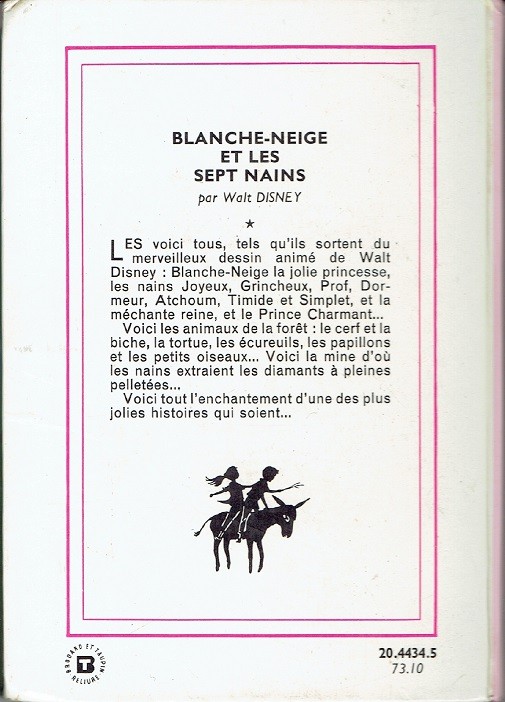 BLANCHE-NEIGE
ET LES
SEPT NAINS
par Walt DISNEY
★
LES voici tous, tels qu'ils sortent du
merveilleux dessin animé de Walt
Disney : Blanche-Neige la jolie princesse,
les nains Joyeux, Grincheux, Prof, Dor-
meur, Atchoum, Timide et Simplet, et la
méchante reine, et le Prince Charmant...
Voici les animaux de la forêt : le cerf et la
biche, la tortue, les écureuils, les papillons
et les petits oiseaux... Voici la mine d'où
les nains extraient les diamants à pleines
pelletées...
Voici tout l'enchantement d'une des plus
jolies histoires qui soient...
BRODARD ET TAUPIN
RELIURE
20.4434.5
73.10